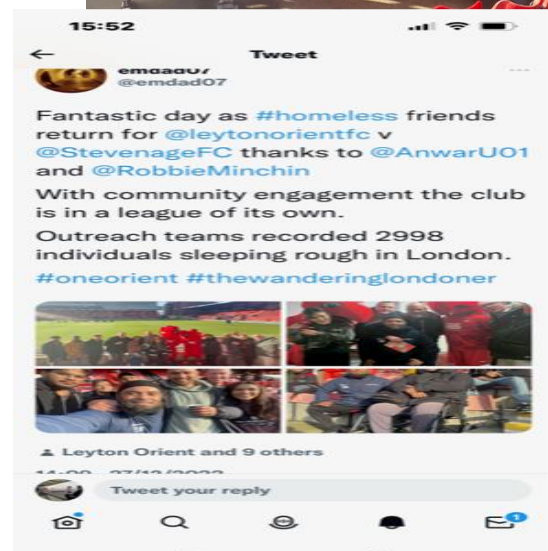 15:52
Tweet
emdad07
@emdad07
Fantastic day as #homeless friends
return for @leytonorientfc v
@StevenageFC thanks to @AnwarU01
and @RobbieMinchin
With community engagement the club
is in a league of its own.
Outreach teams recorded 2998
individuals sleeping rough in London.
#oneorient #thewanderinglondoner
Leyton Orient and 9 others
Tweet your reply
1